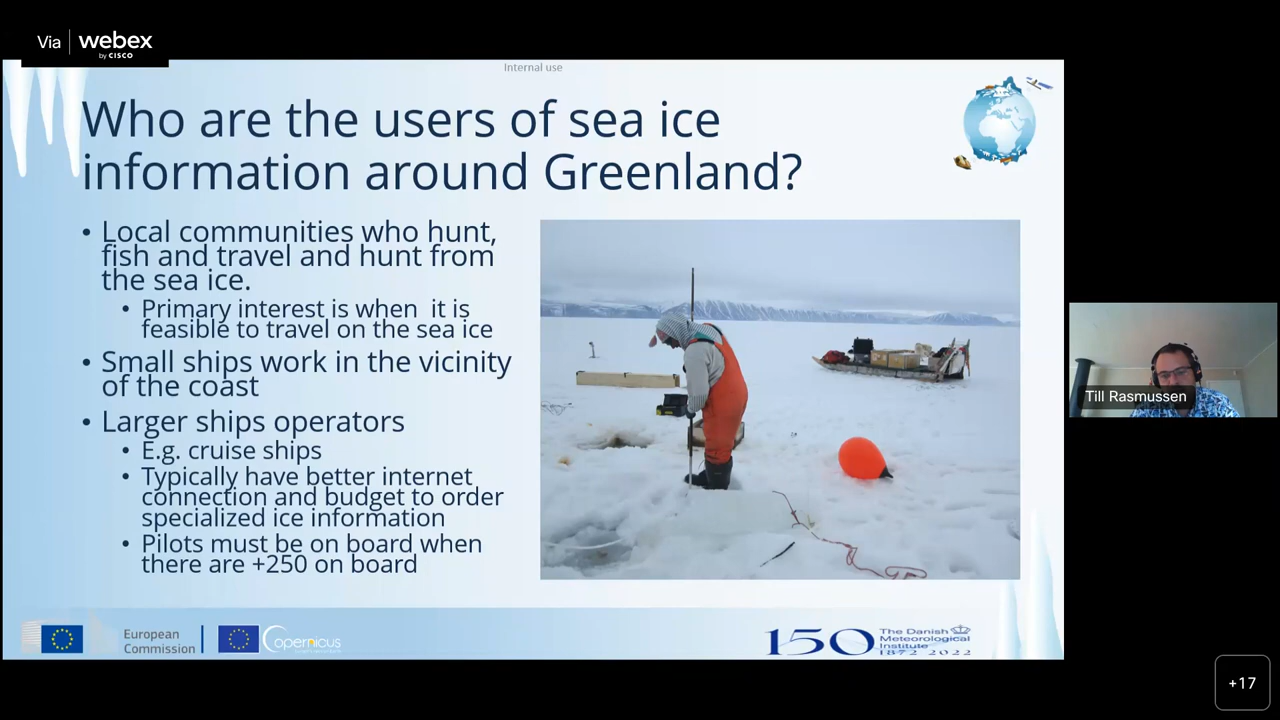 Via webex
by CISCO
Internal use
Who are the users of sea ice
information around Greenland?
• Local communities who hunt,
fish and travel and hunt from
the sea ice.
• Primary interest is when it is
feasible to travel on the sea ice
• Small ships work in the vicinity
of the coast
• Larger ships operators
• E.g. cruise ships
• Typically have better internet
connection and budget to order
specialized ice information
• Pilots must be on board when
there are +250 on board
Till Rasmussen
European
Commission
Copernicus
150 The Danish
Meteorological
Institute
1872 2022
+17